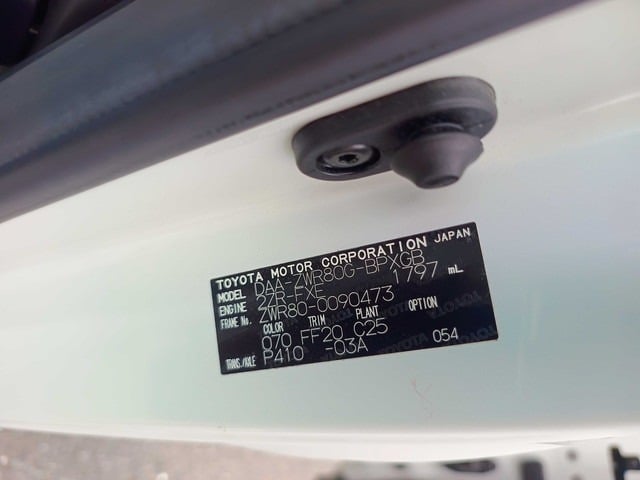 TOYOTA MOTOR CORPORATION JAPAN
MODEL DAA-ZWR80G-BPXGB
ENGINE 2ZR-FXE 1797 mL
FRAME No. ZWR80-0090473
COLOR TRIM PLANT OPTION
070 FF20 C25
TRANS./AXLE P410 -03A 054